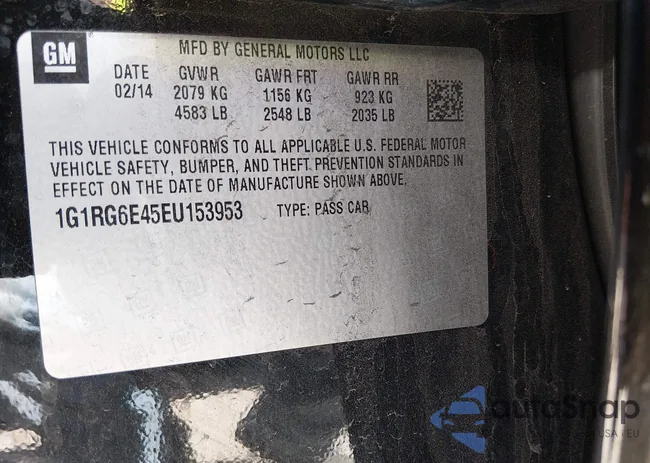 GM
MFD BY GENERAL MOTORS LLC
DATE GVWR GAWR FRT GAWR RR
02/14 2079 KG 1156 KG 923 KG
4583 LB 2548 LB 2035 LB
THIS VEHICLE CONFORMS TO ALL APPLICABLE U.S. FEDERAL MOTOR
VEHICLE SAFETY, BUMPER, AND THEFT PREVENTION STANDARDS IN
EFFECT ON THE DATE OF MANUFACTURE SHOWN ABOVE.
1G1RG6E45EU153953 TYPE: PASS CAR
autoSnap
USA | EU